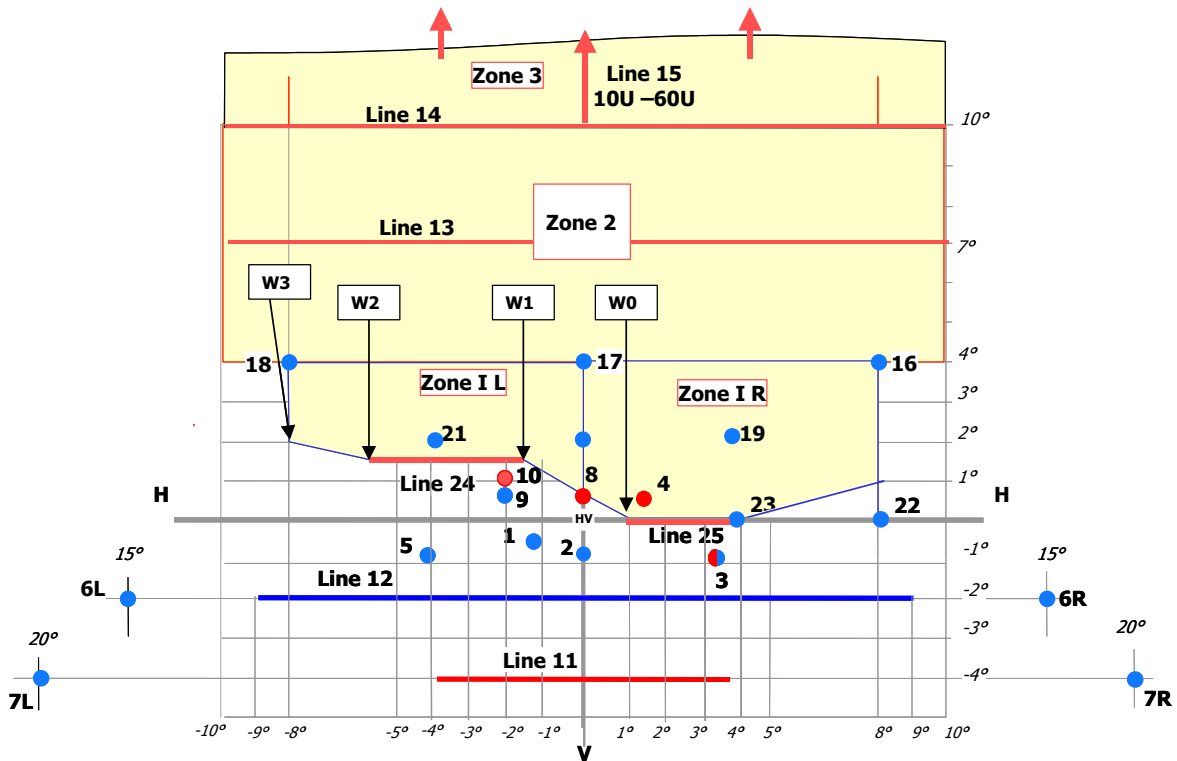 Zone 3
Line 15
10U –60U
Line 14
10°
Zone 2
Line 13
7°
W3
W2
W1
W0
18
17
16
4°
Zone I L
Zone I R
3°
21
19
2°
10
8
4
1°
Line 24
9
H
HV
23
22
H
Line 25
5
1
2
-1°
15°
3
15°
Line 12
6L
-2°
6R
20°
-3°
20°
Line 11
7L
-4°
7R
-10°
-9°
-8°
-5°
-4°
-2°
-1°
1°
2°
3°
4°
5°
8°
9°
10°
V